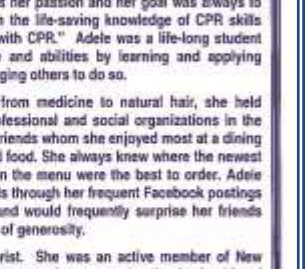 her passion and her goal was always to
the life-saving knowledge of CPR skills
with CPR." Adele was a life-long student
and abilities by learning and applying
ging others to do so.
from medicine to natural hair, she held
fessional and social organizations in the
friends whom she enjoyed most at a dining
food. She always knew where the newest
n the menu were the best to order. Adele
s through her frequent Facebook postings
und would frequently surprise her friends
of generosity.
rist. She was an active member of New